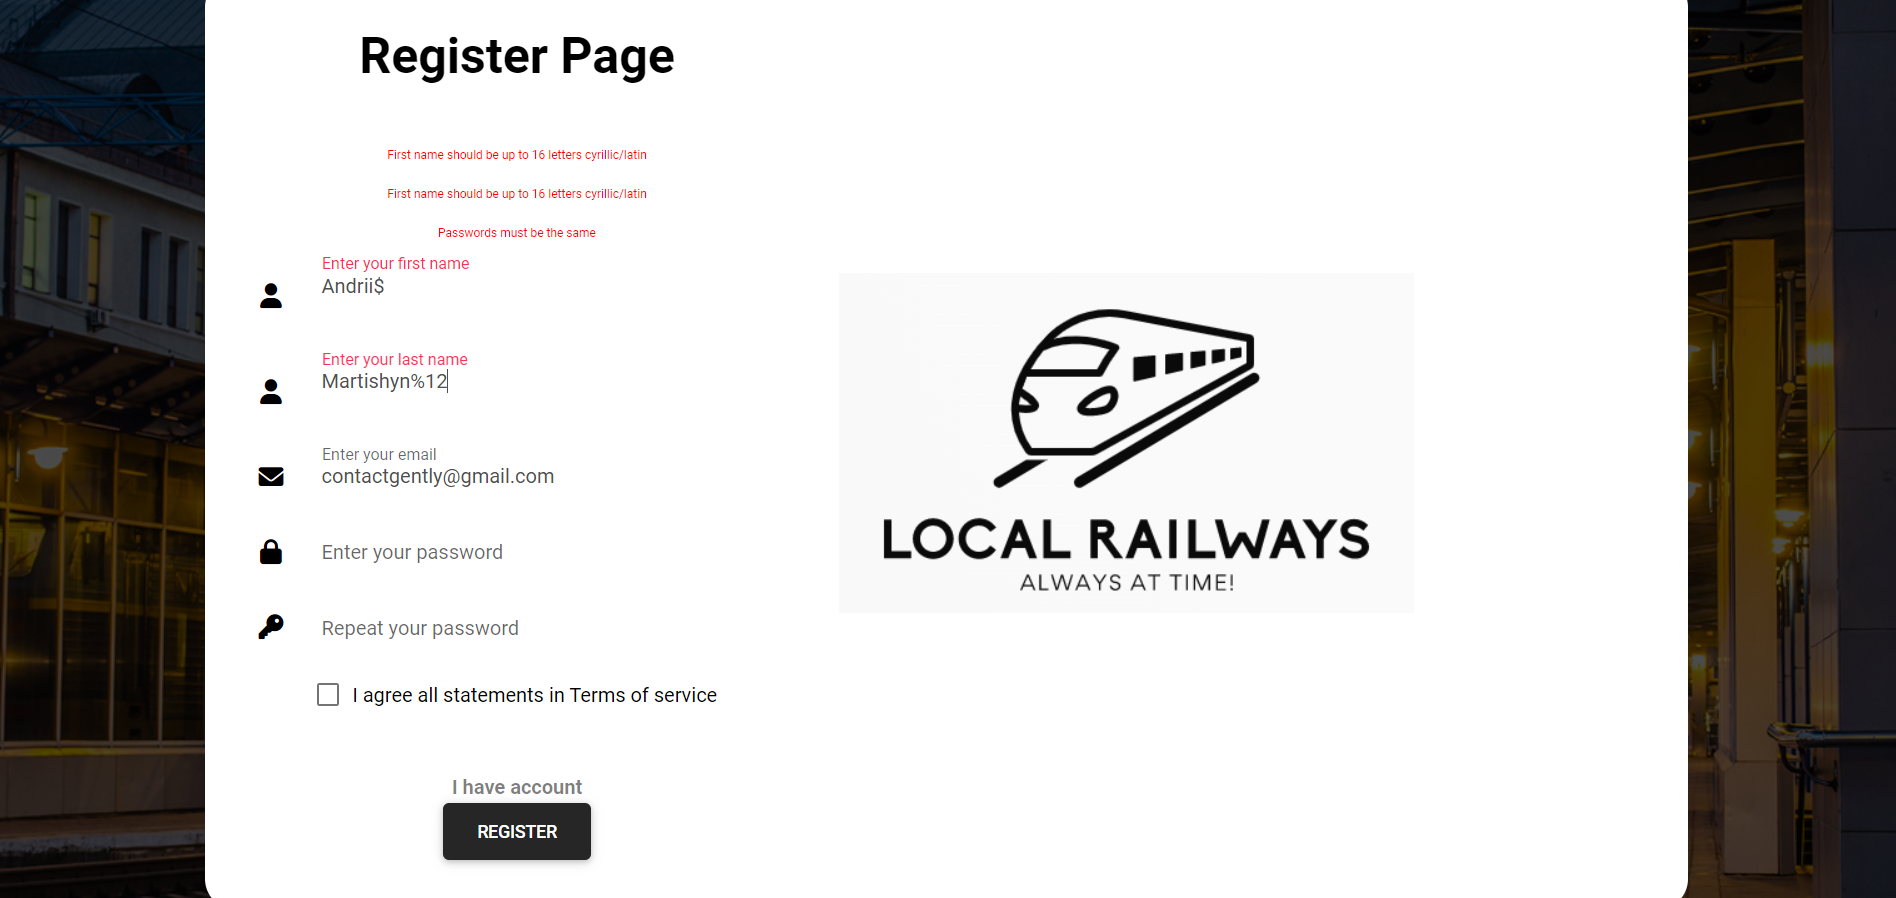 Register Page
First name should be up to 16 letters cyrillic/latin
First name should be up to 16 letters cyrillic/latin
Passwords must be the same
Enter your first name
Andrii$
Enter your last name
Martishyn%12
Enter your email
contactgently@gmail.com
Enter your password
Repeat your password
I agree all statements in Terms of service
I have account
REGISTER
LOCAL RAILWAYS
ALWAYS AT TIME!